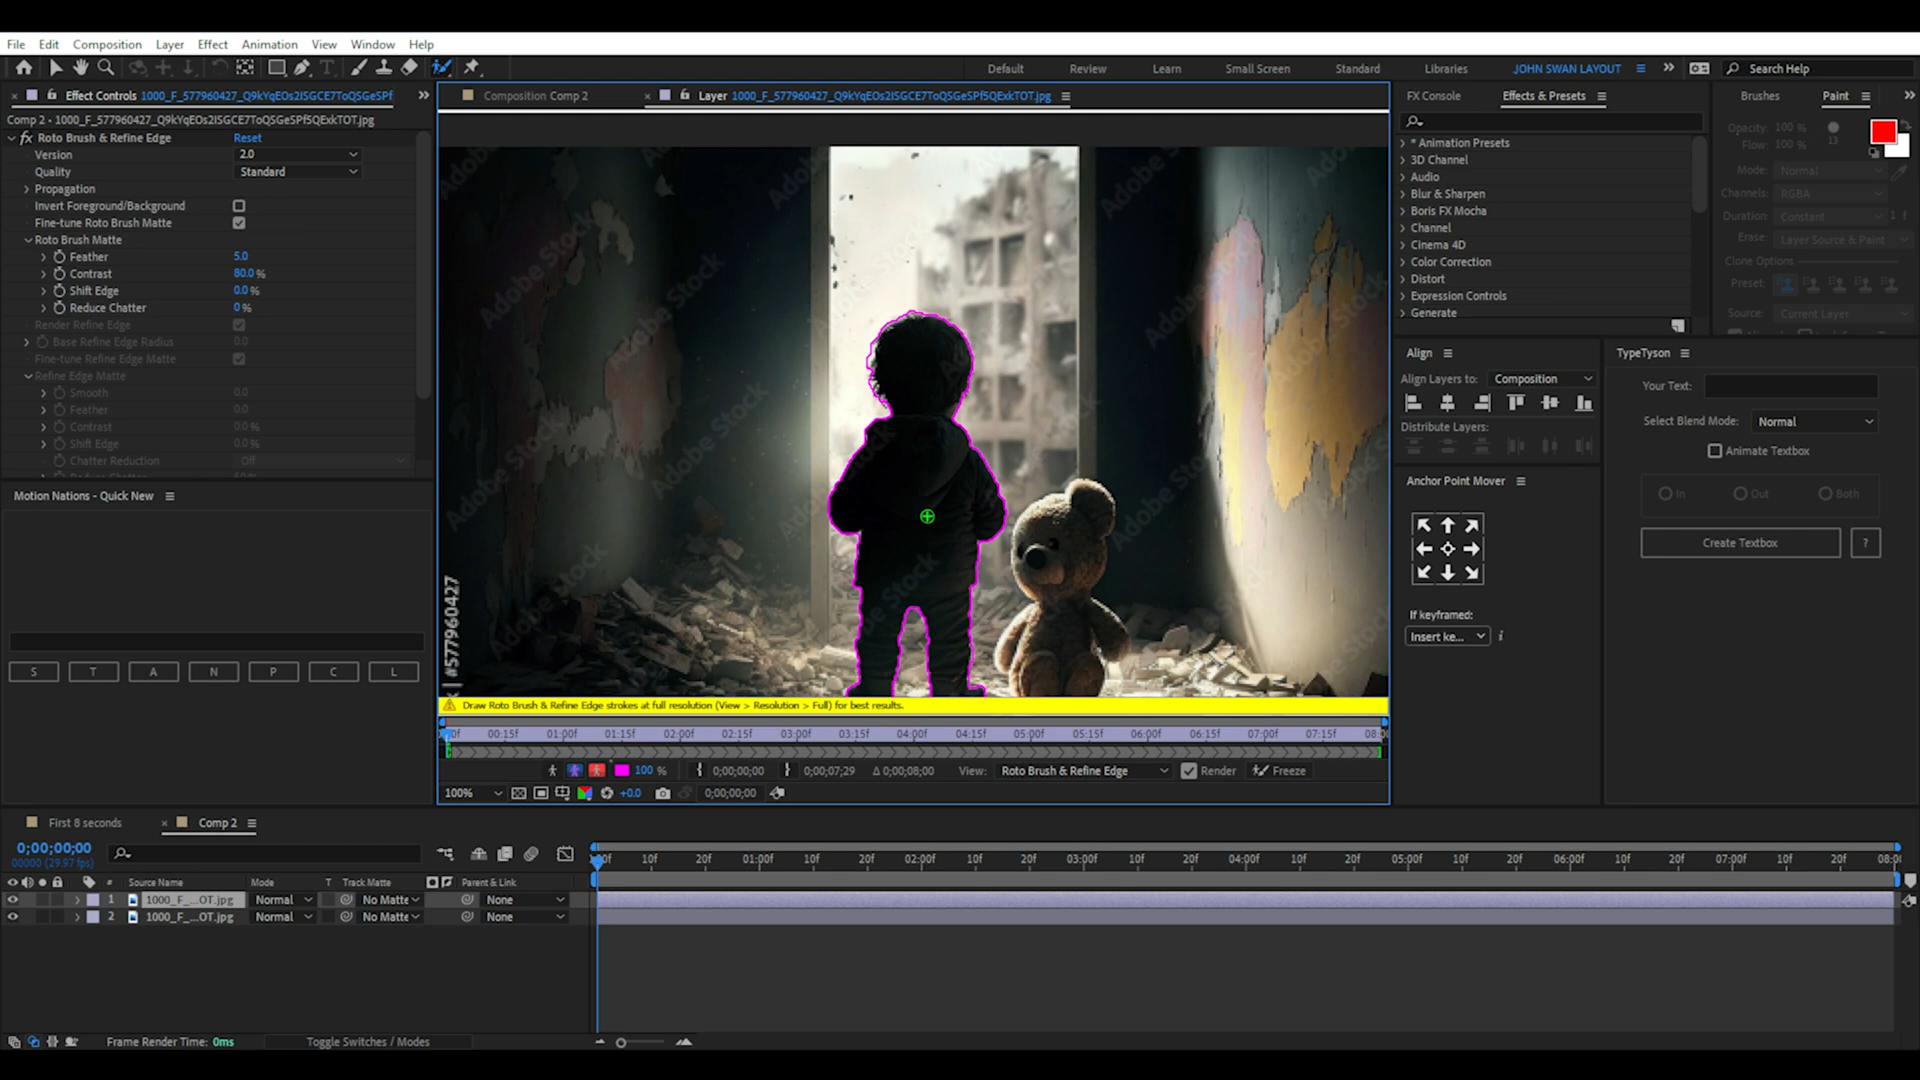 File Edit Composition Layer Effect Animation View Window Help
Default Review Learn Small Screen Standard Libraries JOHN SWAN LAYOUT Search Help
Effect Controls 1000_F_577960427_Q9kYqEOs2ISGCE7ToQSGeSPf
Comp 2 • 1000_F_577960427_Q9kYqEOs2ISGCE7ToQSGeSPf5QExkTOT.jpg
fx Roto Brush & Refine Edge Reset
Version 2.0
Quality Standard
Propagation
Invert Foreground/Background
Fine-tune Roto Brush Matte
Roto Brush Matte
Feather 5.0
Contrast 80.0 %
Shift Edge 0.0 %
Reduce Chatter 0 %
Render Refine Edge
Base Refine Edge Radius 0.0
Fine-tune Refine Edge Matte
Refine Edge Matte
Smooth 0.0
Feather 0.0
Contrast 0.0 %
Shift Edge 0.0 %
Chatter Reduction Off
Motion Nations - Quick New
S T A N P C L
Composition Comp 2
Layer 1000_F_577960427_Q9kYqEOs2ISGCE7ToQSGeSPf5QExkTOT.jpg
Adobe Stock
#577960427
Draw Roto Brush & Refine Edge strokes at full resolution (View > Resolution > Full) for best results.
00:15f 01:00f 01:15f 02:00f 02:15f 03:00f 03:15f 04:00f 04:15f 05:00f 05:15f 06:00f 06:15f 07:00f 07:15f
100 % 0;00;00;00 0;00;07;29 Δ 0;00;08;00 View: Roto Brush & Refine Edge Render Freeze
100% +0.0 0;00;00;00
FX Console Effects & Presets
* Animation Presets
3D Channel
Audio
Blur & Sharpen
Boris FX Mocha
Channel
Cinema 4D
Color Correction
Distort
Expression Controls
Generate
Brushes Paint
Opacity: 100 %
Flow: 100 % 13
Mode: Normal
Channels: RGBA
Duration: Constant 1 f
Erase: Layer Source & Paint
Clone Options
Preset:
Source: Current Layer
Align
Align Layers to: Composition
Distribute Layers:
Anchor Point Mover
If keyframed:
Insert ke... i
TypeTyson
Your Text:
Select Blend Mode: Normal
Animate Textbox
In Out Both
Create Textbox ?
First 8 seconds Comp 2
0;00;00;00
00000 (29.97 fps)
# Source Name Mode T Track Matte Parent & Link
1 1000_F_...OT.jpg Normal No Matte None
2 1000_F_...OT.jpg Normal No Matte None
10f 20f 01:00f 10f 20f 02:00f 10f 20f 03:00f 10f 20f 04:00f 10f 20f 05:00f 10f 20f 06:00f 10f 20f 07:00f 10f 20f
Frame Render Time: 0ms Toggle Switches / Modes